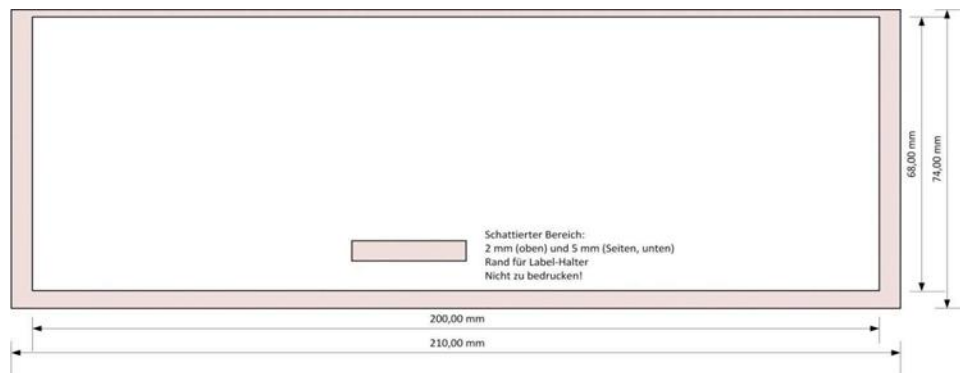 Schattierter Bereich:
2 mm (oben) und 5 mm (Seiten, unten)
Rand für Label-Halter
Nicht zu bedrucken!
68,00 mm
74,00 mm
200,00 mm
210,00 mm